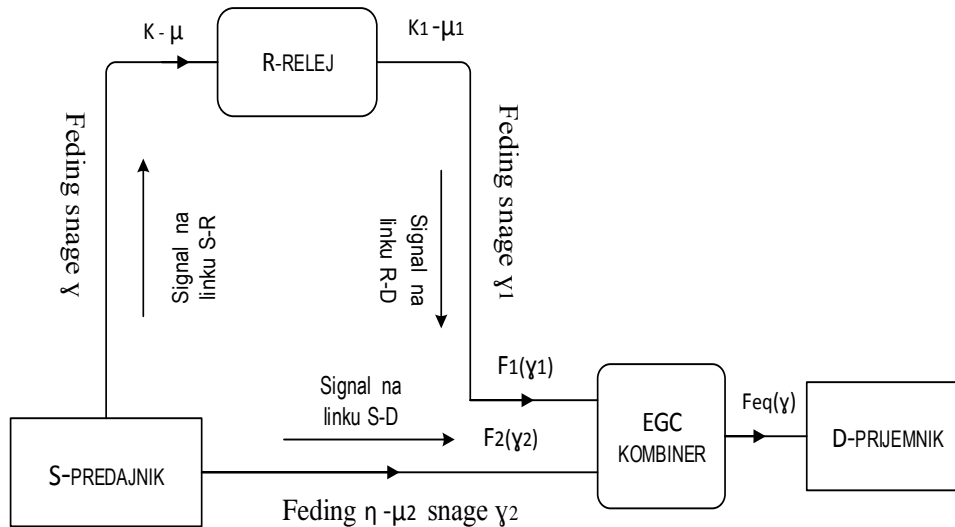 K - μ
R-RELEJ
K1 - μ1
Feding snage γ
Signal na
linku S-R
Signal na
linku R-D
Feding snage γ1
F1(γ1)
Signal na
linku S-D
F2(γ2)
EGC
KOMBINER
Feq(γ)
D-PRIJEMNIK
S-PREDAJNIK
Feding η - μ2 snage γ2